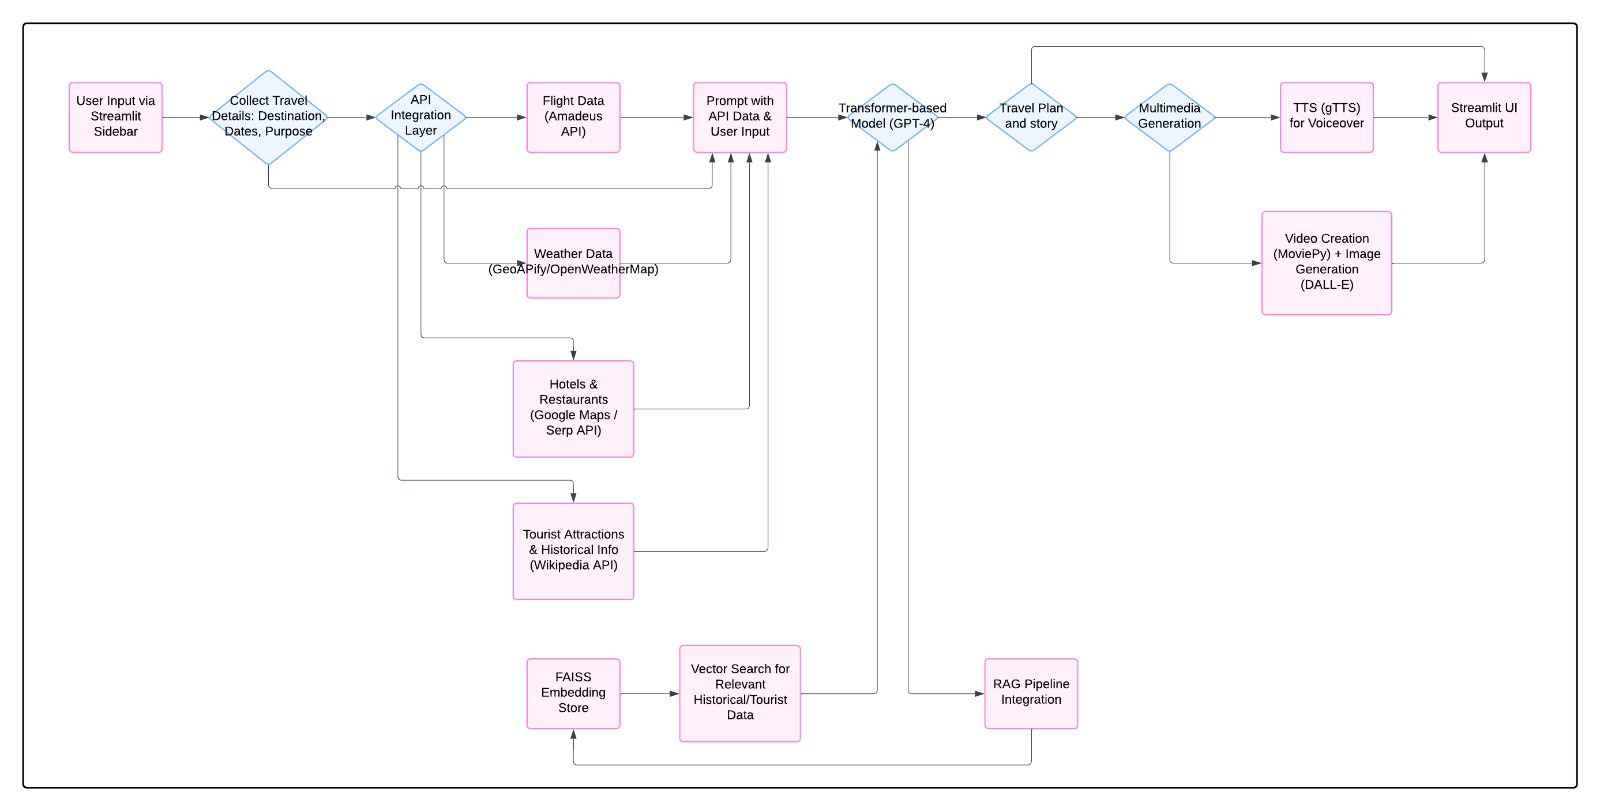 User Input via
Streamlit
Sidebar
Collect Travel
Details: Destination,
Dates, Purpose
API
Integration
Layer
Flight Data
(Amadeus
API)
Prompt with
API Data &
User Input
Transformer-based
Model (GPT-4)
Travel Plan
and story
Multimedia
Generation
TTS (gTTS)
for Voiceover
Streamlit UI
Output
Weather Data
(GeoAPify/OpenWeatherMap)
Video Creation
(MoviePy) + Image
Generation
(DALL-E)
Hotels &
Restaurants
(Google Maps /
Serp API)
Tourist Attractions
& Historical Info
(Wikipedia API)
FAISS
Embedding
Store
Vector Search for
Relevant
Historical/Tourist
Data
RAG Pipeline
Integration